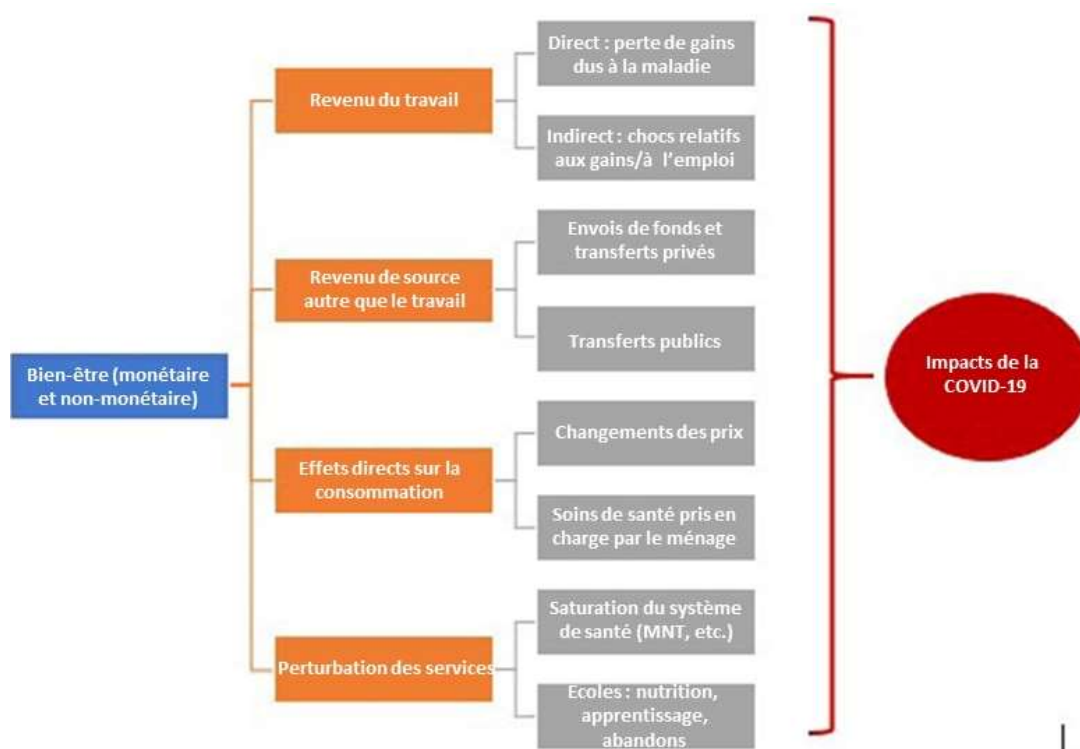 Direct : perte de gains
dus à la maladie
Revenu du travail
Indirect : chocs relatifs
aux gains/à l'emploi
Envois de fonds et
transferts privés
Revenu de source
autre que le travail
Transferts publics
Bien-être (monétaire
et non-monétaire)
Impacts de la
COVID-19
Changements des prix
Effets directs sur la
consommation
Soins de santé pris en
charge par le ménage
Saturation du système
de santé (MNT, etc.)
Perturbation des services
Ecoles : nutrition,
apprentissage,
abandons